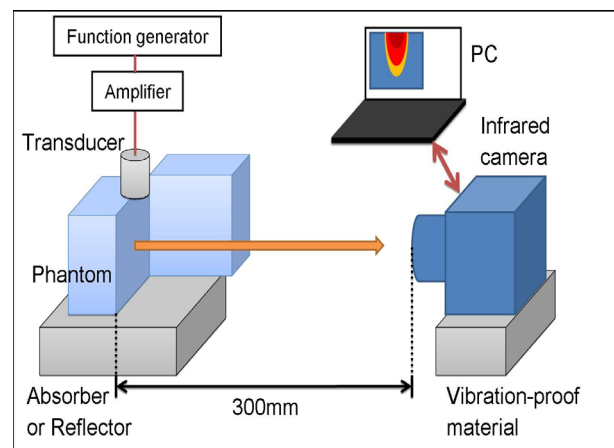 Function generator
Amplifier
Transducer
PC
Infrared
camera
Phantom
Absorber
or Reflector
300mm
Vibration-proof
material